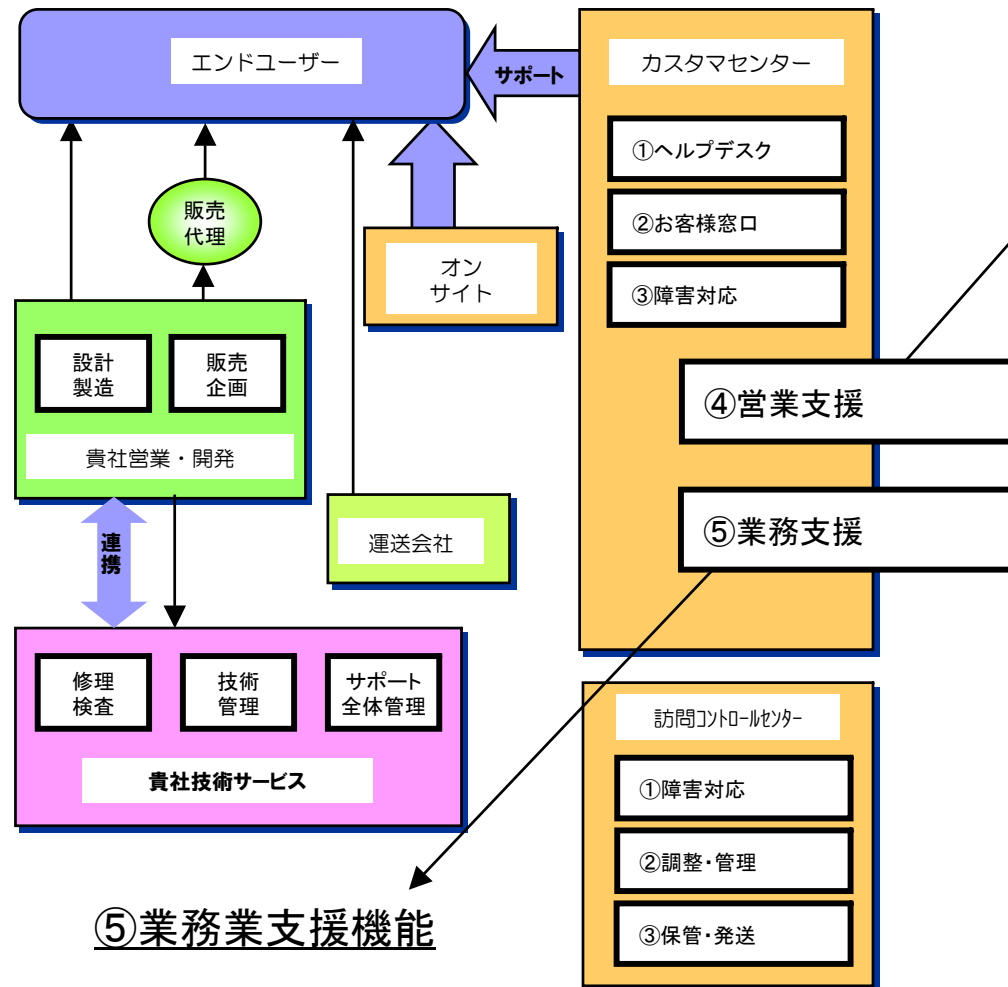 エンドユーザー
サポート
カスタマセンター
①ヘルプデスク
②お客様窓口
③障害対応
④営業支援
⑤業務支援
販売
代理
オン
サイト
設計
製造
販売
企画
貴社営業・開発
連
携
運送会社
修理
検査
技術
管理
サポート
全体管理
貴社技術サービス
訪問ｺﾝﾄﾛｰﾙｾﾝﾀｰ
①障害対応
②調整・管理
③保管・発送
⑤業務業支援機能